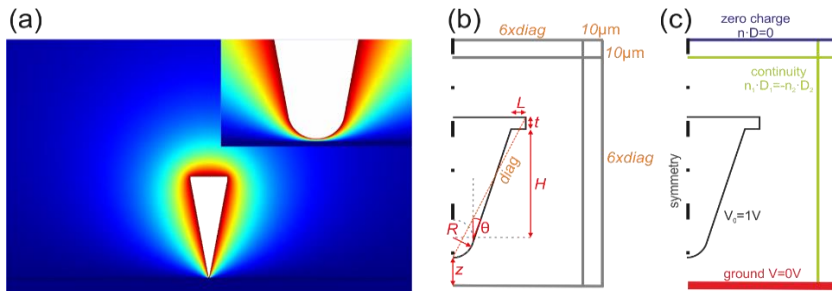 (a)
(b)
6xdiag
10µm
10µm
L
t
diag
H
6xdiag
R
θ
z
(c)
zero charge
n·D=0
continuity
n₁·D₁=-n₂·D₂
symmetry
V₀=1V
ground V=0V